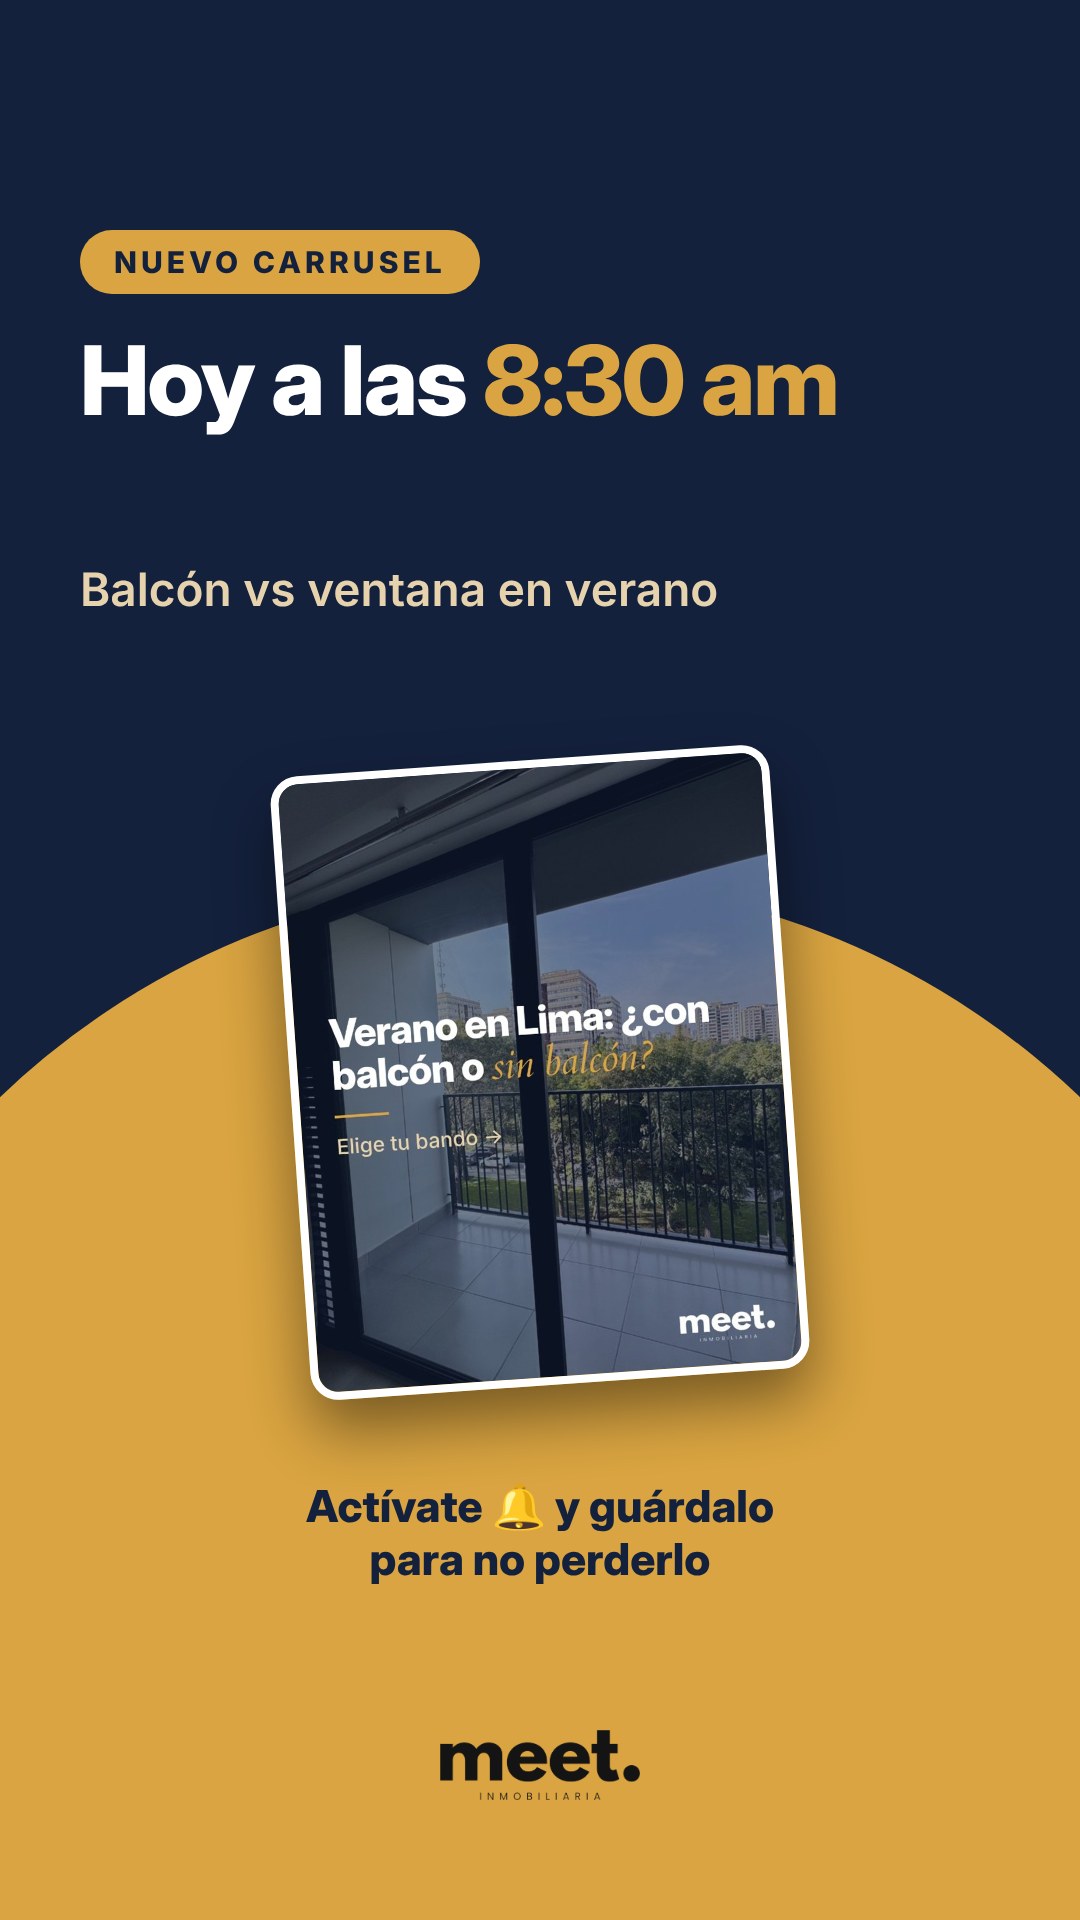 NUEVO CARRUSEL
Hoy a las 8:30 am
Balcón vs ventana en verano
Verano en Lima: ¿con
balcón o sin balcón?
Elige tu bando →
meet.
INMOBILIARIA
Actívate 🔔 y guárdalo
para no perderlo
meet.
INMOBILIARIA